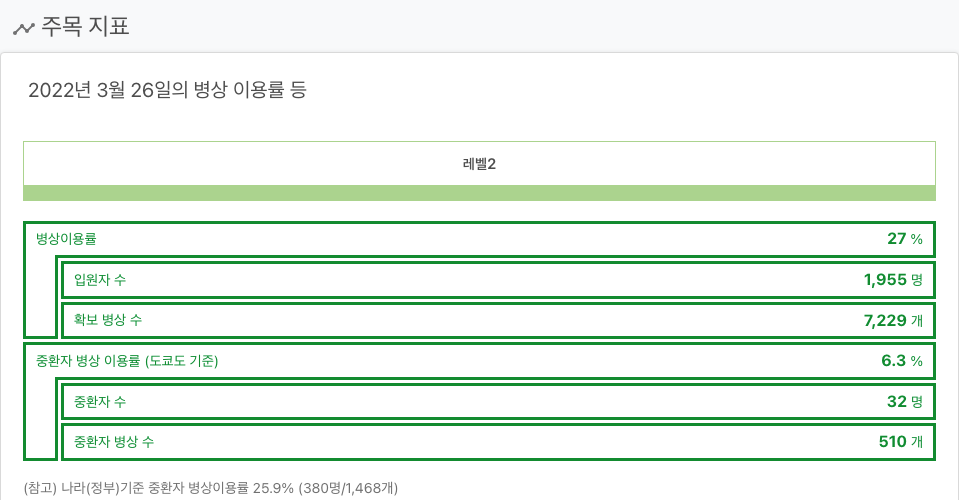 주목 지표
2022년 3월 26일의 병상 이용률 등
레벨2
병상이용률 27 %
입원자 수 1,955 명
확보 병상 수 7,229 개
중환자 병상 이용률 (도쿄도 기준) 6.3 %
중환자 수 32 명
중환자 병상 수 510 개
(참고) 나라(정부)기준 중환자 병상이용률 25.9% (380명/1,468개)